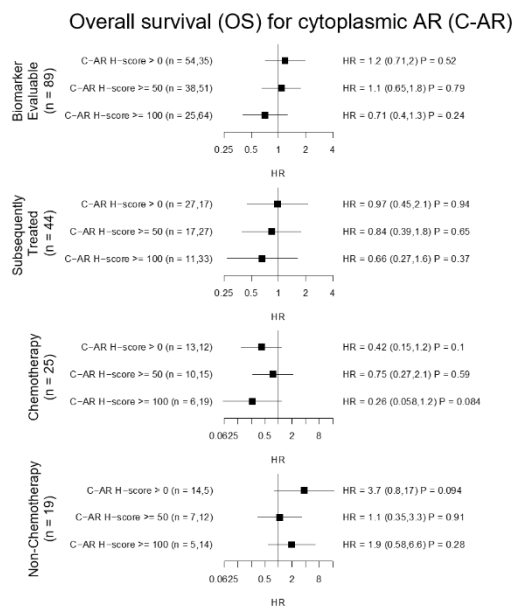 Overall survival (OS) for cytoplasmic AR (C-AR)
Biomarker
Evaluable
(n = 89)
C-AR H-score > 0 (n = 54,35) HR = 1.2 (0.71,2) P = 0.52
C-AR H-score >= 50 (n = 38,51) HR = 1.1 (0.65,1.8) P = 0.79
C-AR H-score >= 100 (n = 25,64) HR = 0.71 (0.4,1.3) P = 0.24
0.25 0.5 1 2 4
HR
Subsequently
Treated
(n = 44)
C-AR H-score > 0 (n = 27,17) HR = 0.97 (0.45,2.1) P = 0.94
C-AR H-score >= 50 (n = 17,27) HR = 0.84 (0.39,1.8) P = 0.65
C-AR H-score >= 100 (n = 11,33) HR = 0.66 (0.27,1.6) P = 0.37
0.5 1 2 4
HR
Chemotherapy
(n = 25)
C-AR H-score > 0 (n = 13,12) HR = 0.42 (0.15,1.2) P = 0.1
C-AR H-score >= 50 (n = 10,15) HR = 0.75 (0.27,2.1) P = 0.59
C-AR H-score >= 100 (n = 6,19) HR = 0.26 (0.058,1.2) P = 0.084
0.0625 0.5 2 8
HR
Non-Chemotherapy
(n = 19)
C-AR H-score > 0 (n = 14,5) HR = 3.7 (0.8,17) P = 0.094
C-AR H-score >= 50 (n = 7,12) HR = 1.1 (0.35,3.3) P = 0.91
C-AR H-score >= 100 (n = 5,14) HR = 1.9 (0.58,6.6) P = 0.28
0.0625 0.5 2 8
HR